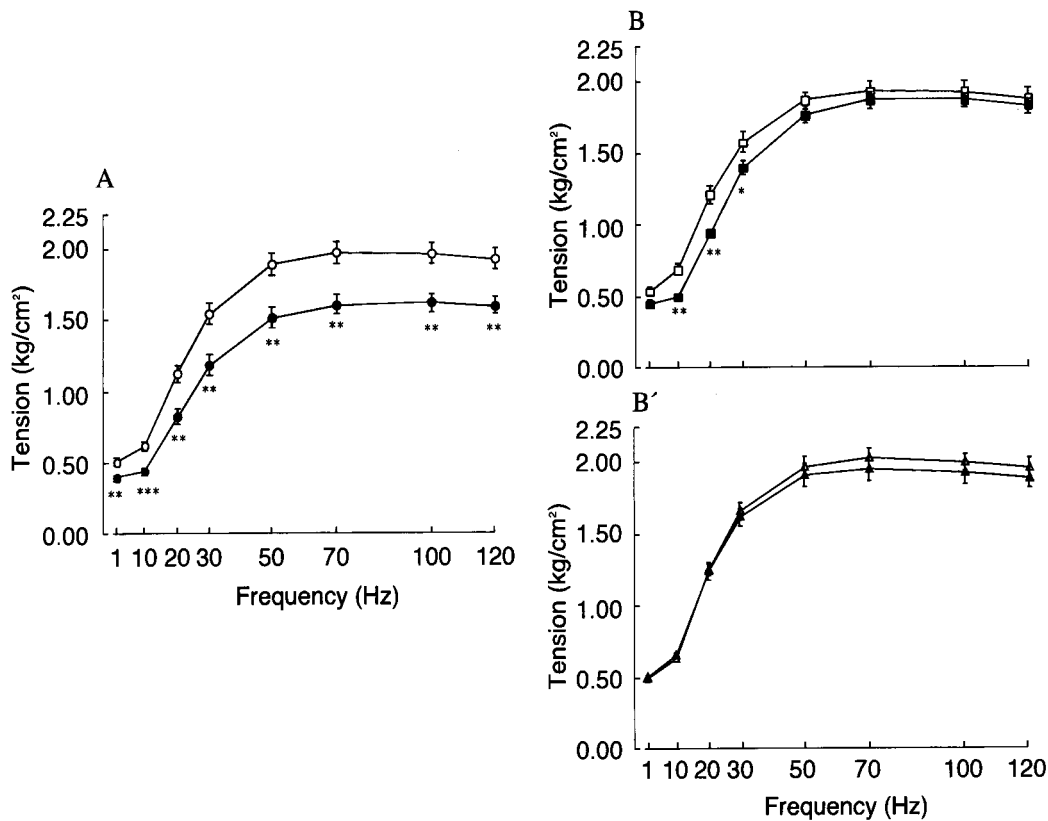 A
Tension (kg/cm²)
2.25
2.00
1.50
1.00
0.50
0.00
** *** ** ** ** ** ** **
1 10 20 30 50 70 100 120
Frequency (Hz)
B
Tension (kg/cm²)
2.25
2.00
1.50
1.00
0.50
0.00
** ** *
B´
Tension (kg/cm²)
2.25
2.00
1.50
1.00
0.50
0.00
1 10 20 30 50 70 100 120
Frequency (Hz)